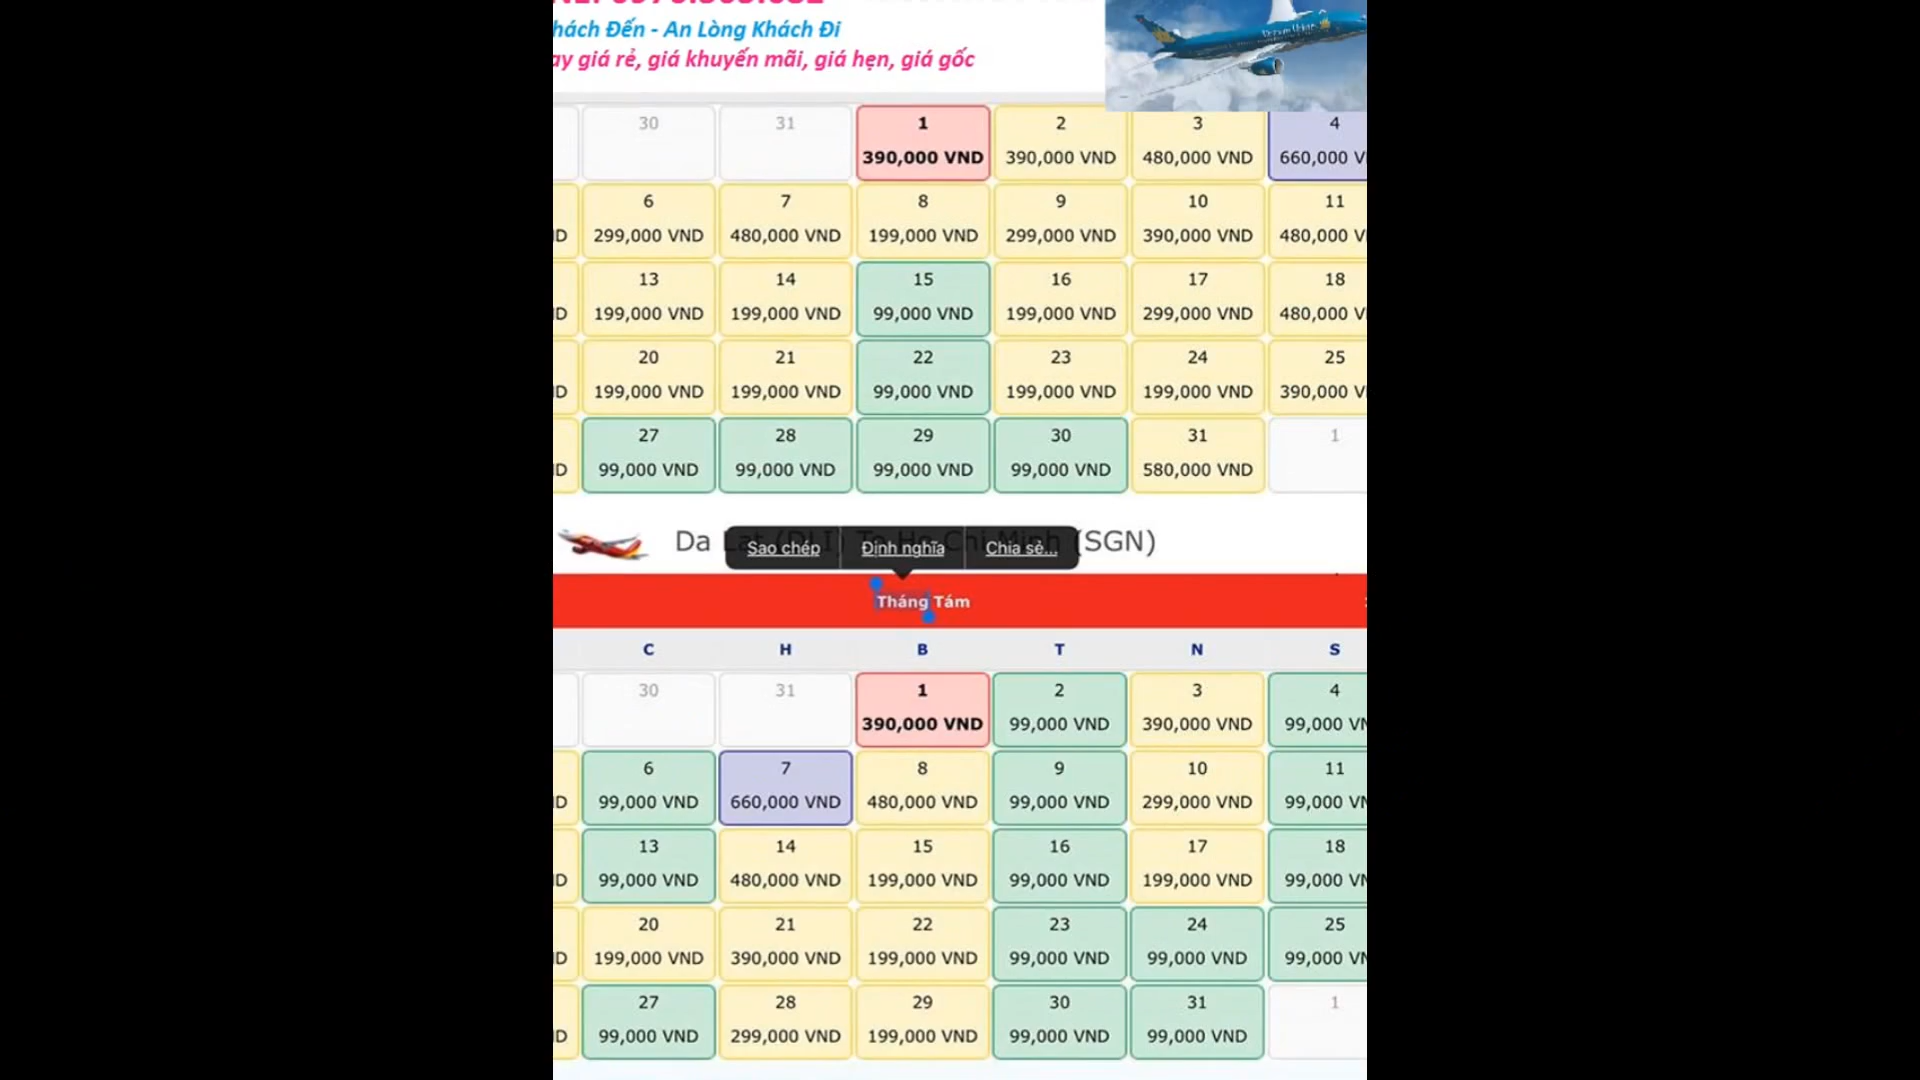 hách Đến - An Lòng Khách Đi
ay giá rẻ, giá khuyến mãi, giá hẹn, giá gốc
30 31 1 2 3 4
390,000 VND 390,000 VND 480,000 VND 660,000 V
6 7 8 9 10 11
D 299,000 VND 480,000 VND 199,000 VND 299,000 VND 390,000 VND 480,000 V
13 14 15 16 17 18
D 199,000 VND 199,000 VND 99,000 VND 199,000 VND 299,000 VND 480,000 V
20 21 22 23 24 25
D 199,000 VND 199,000 VND 99,000 VND 199,000 VND 199,000 VND 390,000 V
27 28 29 30 31 1
D 99,000 VND 99,000 VND 99,000 VND 99,000 VND 580,000 VND
Da Lat (DLI) To Ho Chi Minh (SGN)
Sao chép Định nghĩa Chia sẻ...
Tháng Tám
C H B T N S
30 31 1 2 3 4
390,000 VND 99,000 VND 390,000 VND 99,000 VN
6 7 8 9 10 11
D 99,000 VND 660,000 VND 480,000 VND 99,000 VND 299,000 VND 99,000 VN
13 14 15 16 17 18
D 99,000 VND 480,000 VND 199,000 VND 99,000 VND 199,000 VND 99,000 VN
20 21 22 23 24 25
D 199,000 VND 390,000 VND 199,000 VND 99,000 VND 99,000 VND 99,000 VN
27 28 29 30 31 1
D 99,000 VND 299,000 VND 199,000 VND 99,000 VND 99,000 VND